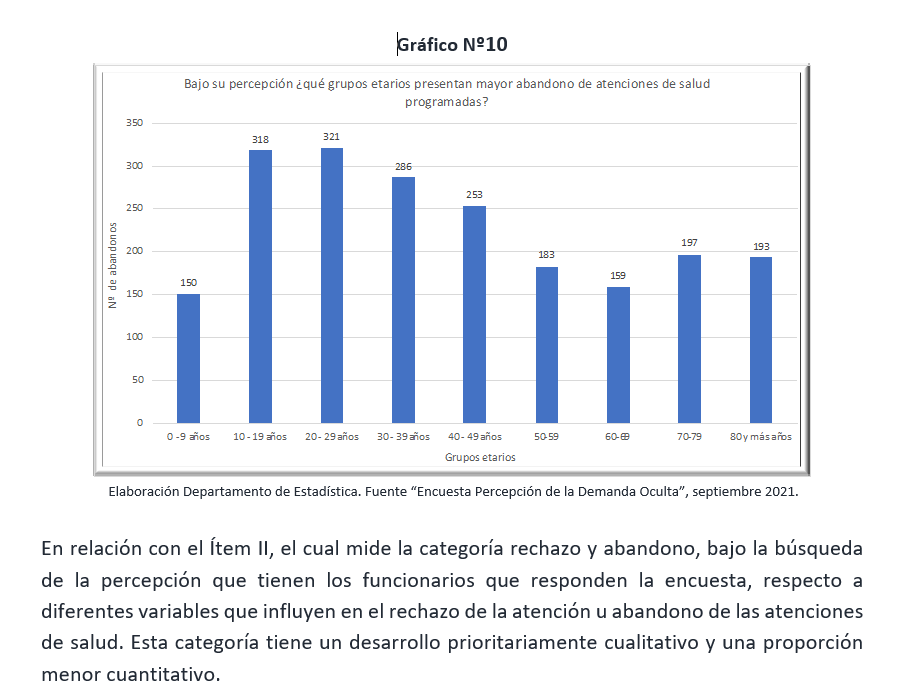 Gráfico Nº10
Bajo su percepción ¿qué grupos etarios presentan mayor abandono de atenciones de salud
programadas?
350
300
250
200
150
100
50
0
Nº de abandonos
150
318
321
286
253
183
159
197
193
0 -9 años
10 - 19 años
20 - 29 años
30 - 39 años
40 - 49 años
50-59
60-69
70-79
80 y más años
Grupos etarios
Elaboración Departamento de Estadística. Fuente “Encuesta Percepción de la Demanda Oculta”, septiembre 2021.
En relación con el Ítem II, el cual mide la categoría rechazo y abandono, bajo la búsqueda
de la percepción que tienen los funcionarios que responden la encuesta, respecto a
diferentes variables que influyen en el rechazo de la atención u abandono de las atenciones
de salud. Esta categoría tiene un desarrollo prioritariamente cualitativo y una proporción
menor cuantitativo.